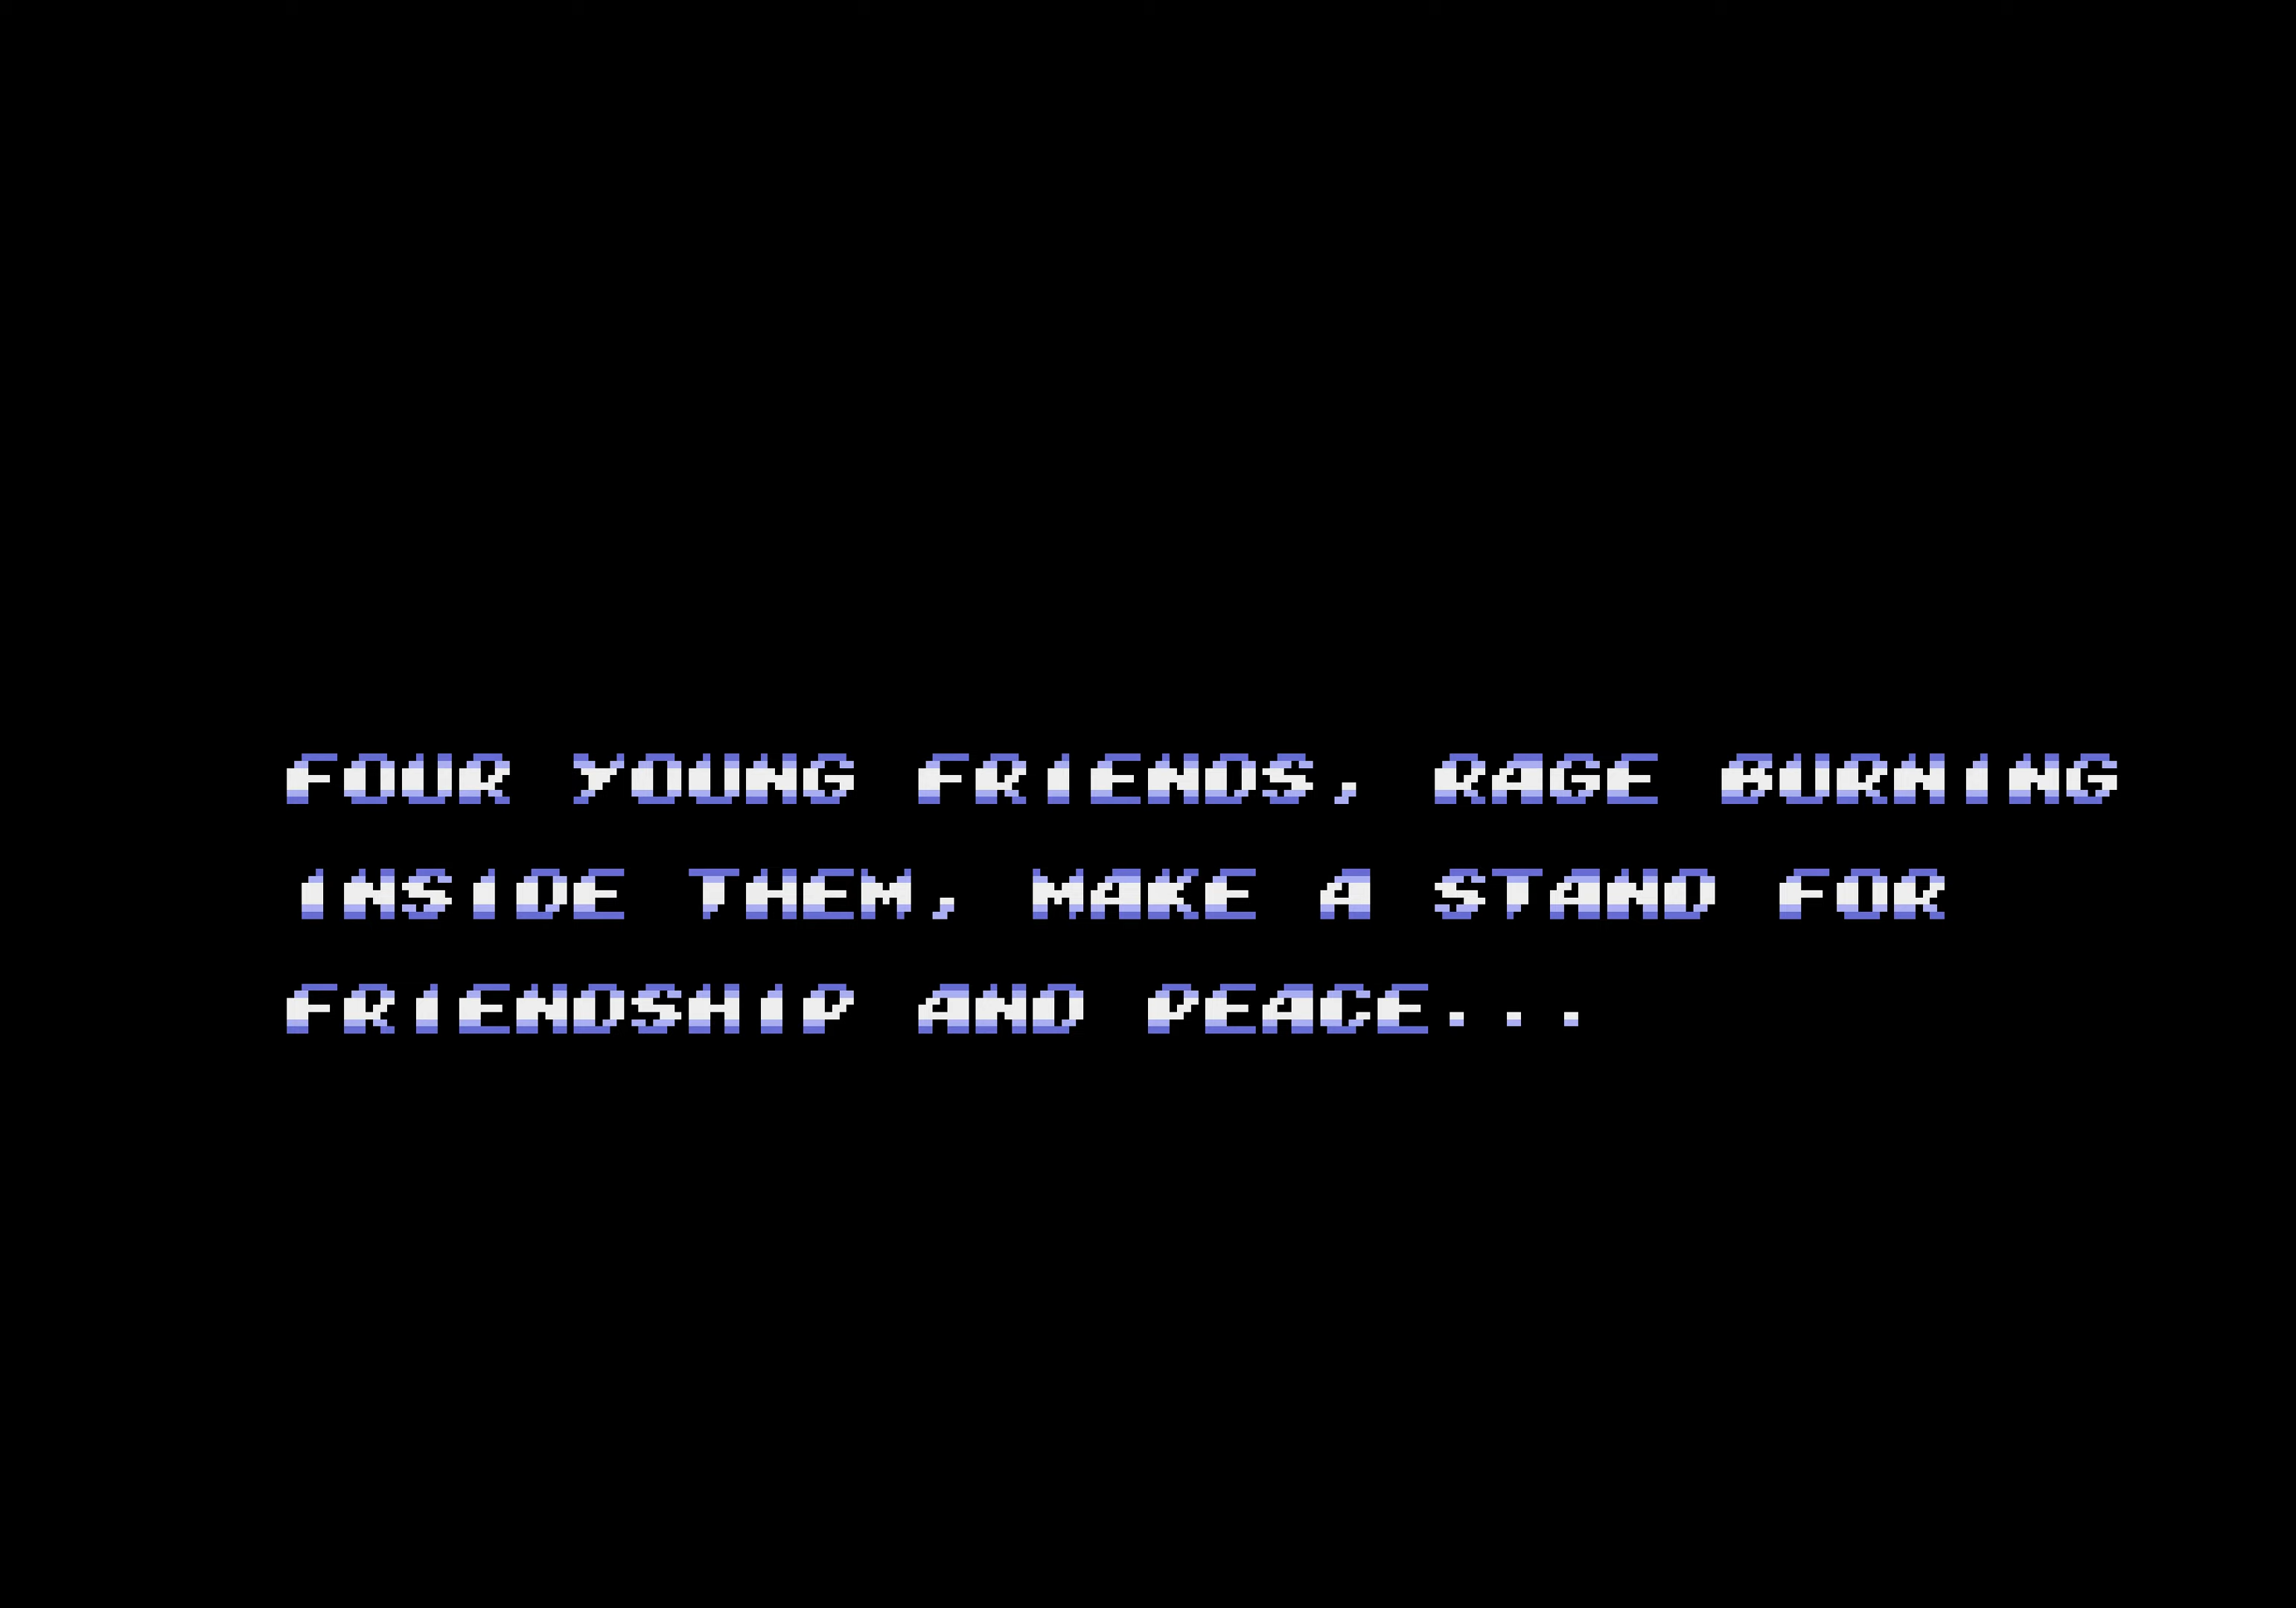 FOUR YOUNG FRIENDS, RAGE BURNING
INSIDE THEM, MAKE A STAND FOR
FRIENDSHIP AND PEACE...